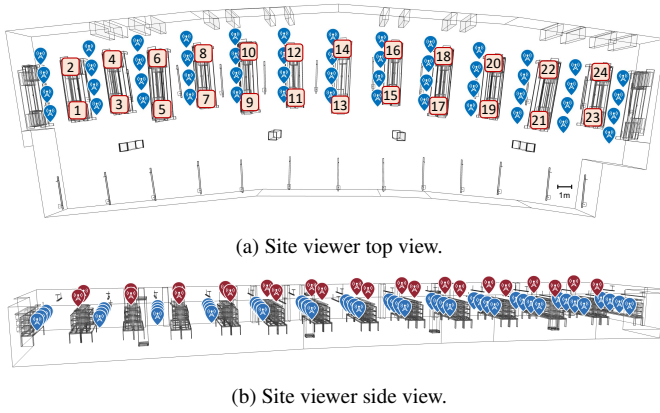 2 4 6 8 10 12 14 16 18 20 22 24
1 3 5 7 9 11 13 15 17 19 21 23
1m
(a) Site viewer top view.
(b) Site viewer side view.